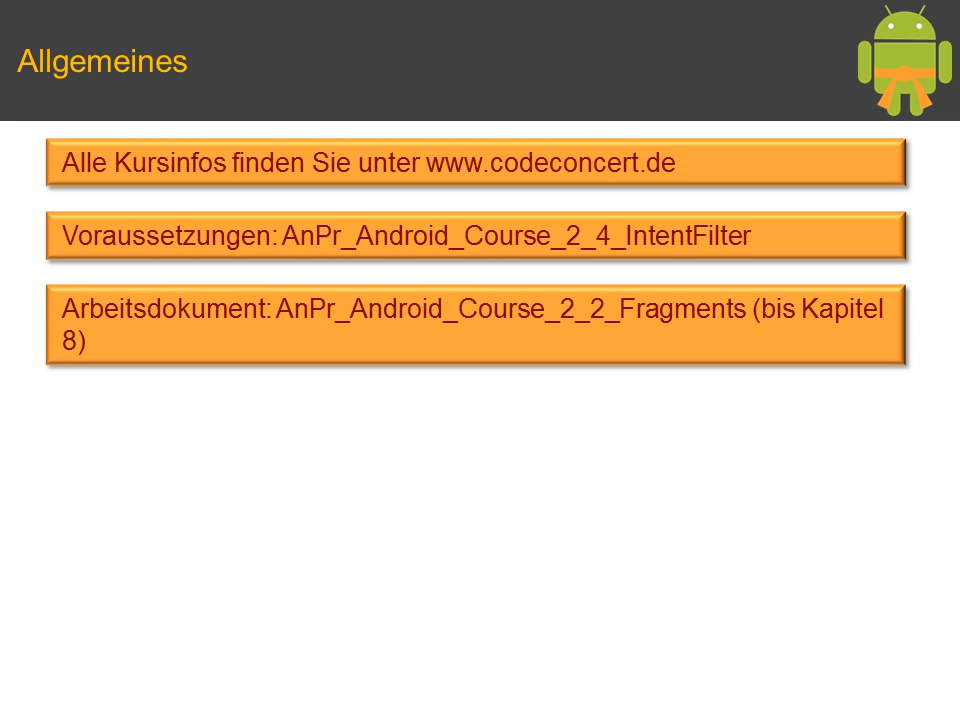 Allgemeines
Alle Kursinfos finden Sie unter www.codeconcert.de
Voraussetzungen: AnPr_Android_Course_2_4_IntentFilter
Arbeitsdokument: AnPr_Android_Course_2_2_Fragments (bis Kapitel
8)